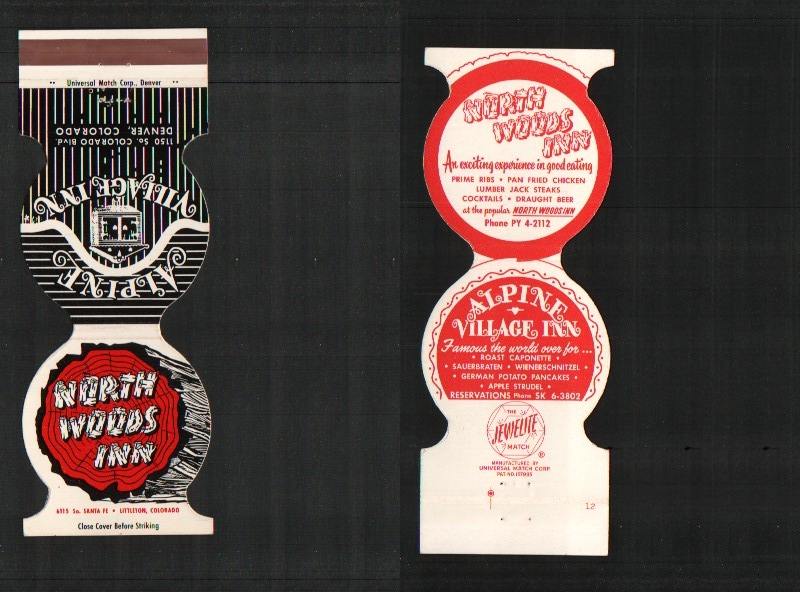 Universal Match Corp., Denver
1150 So. COLORADO Blvd.
DENVER, COLORADO
ALPINE
VILLAGE INN
NORTH
WOODS
INN
6115 So. SANTA FE • LITTLETON, COLORADO
Close Cover Before Striking
NORTH
WOODS
INN
An exciting experience in good eating
PRIME RIBS • PAN FRIED CHICKEN
LUMBER JACK STEAKS
COCKTAILS • DRAUGHT BEER
at the popular NORTH WOODS INN
Phone PY 4-2112
ALPINE
VILLAGE INN
Famous the world over for ...
• ROAST CAPONETTE •
• SAUERBRATEN • WIENERSCHNITZEL •
• GERMAN POTATO PANCAKES •
• APPLE STRUDEL •
RESERVATIONS Phone SK 6-3802
THE
JEWELITE
MATCH
®
MANUFACTURED BY
UNIVERSAL MATCH CORP
12